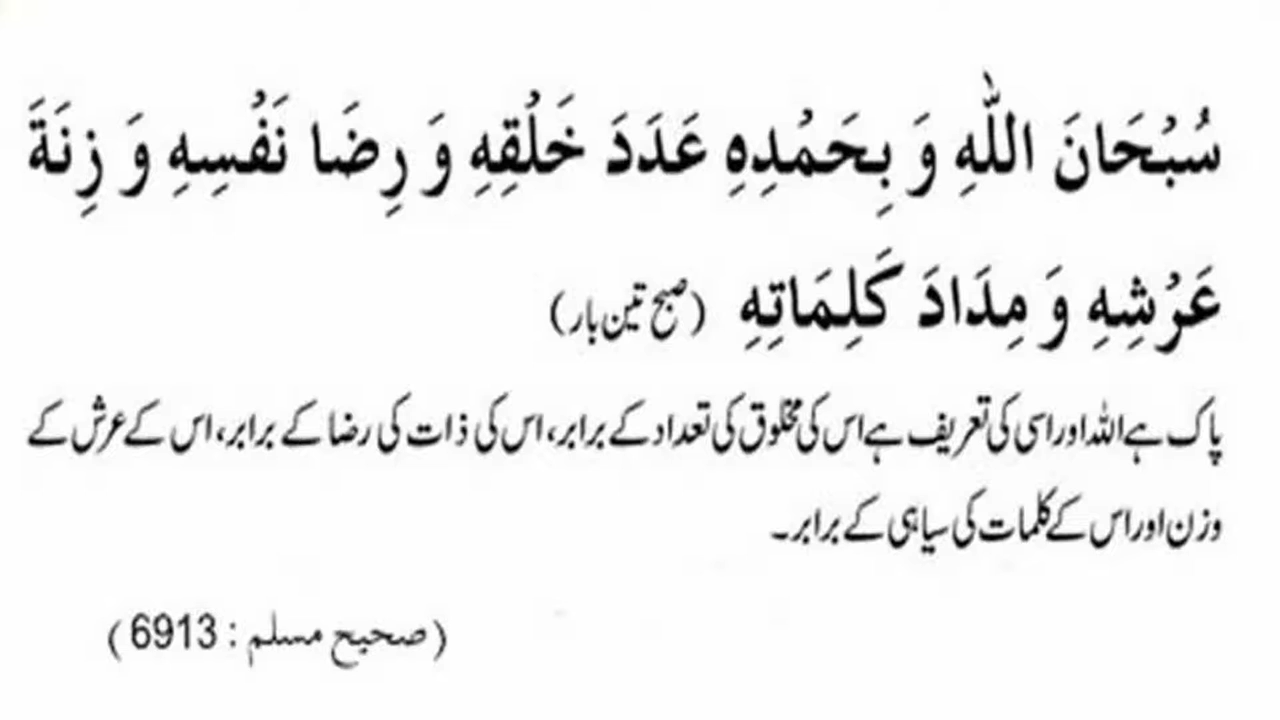 سُبْحَانَ اللّٰهِ وَ بِحَمْدِهِ عَدَدَ خَلْقِهِ وَ رِضَا نَفْسِهِ وَ زِنَةَ
عَرْشِهِ وَ مِدَادَ كَلِمَاتِهِ (صبح تین بار)
پاک ہے اللہ اور اسی کی تعریف ہے اس کی مخلوق کی تعداد کے برابر، اس کی ذات کی رضا کے برابر، اس کے عرش کے
وزن اور اس کے کلمات کی سیاہی کے برابر۔
(صحیح مسلم : 6913)